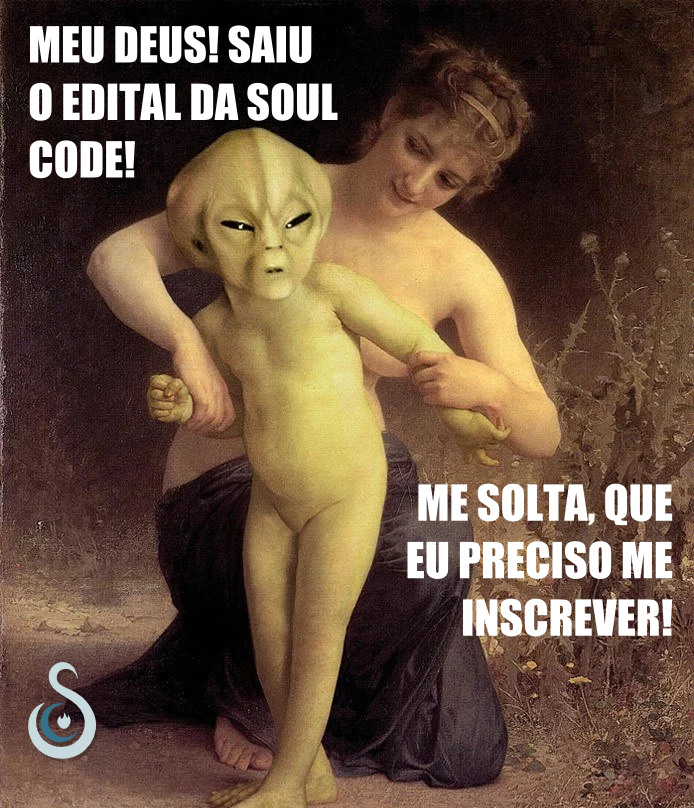 MEU DEUS! SAIU
O EDITAL DA SOUL
CODE!
ME SOLTA, QUE
EU PRECISO ME
INSCREVER!